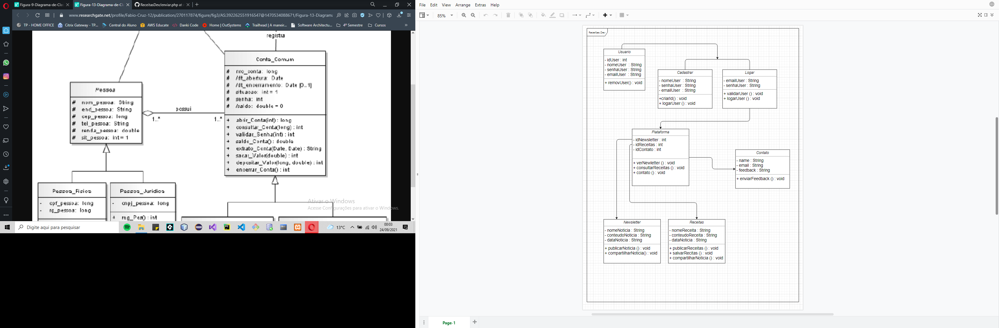 Figura-9-Diagrama-de-Cla
Figura-13-Diagrama-de-Cl
ReceitasDev/enviar.php at
www.researchgate.net/profile/Fabio-Cruz-12/publication/270117874/figure/fig3/AS:392262551916547@1470534088671/Figura-13-Diagrama
TP - HOME OFFICE
Citrix Gateway - TP...
Central do Aluno
AWS Educate
Danki Code
Home | OutSystems
Trailhead | A maneir...
Software Architectu...
4º Semestre
Cursos
registra
Conta_Comum
# nro_conta: long
# /dt_abertura: Date
# /dt_encerramento: Date [0..1]
# situacao: int = 1
# senha: int
# /saldo: double = 0
+ abrir_Conta(int) : long
+ consultar_Conta(long) : int
+ validar_Senha(int) : int
+ saldo_Conta() : double
+ extrato_Conta(Date, Date) : String
+ sacar_Valor(double) : int
+ depositar_Valor(long, double) : int
+ encerrar_Conta() : int
Pessoa
# nom_pessoa: String
# end_pessoa: String
# cep_pessoa: long
# tel_pessoa: String
# renda_pessoa: double
# sit_pessoa: int = 1
possui
1..*
1..*
Pessoa_Fisica
- cpf_pessoa: long
- rg_pessoa: long
Pessoa_Juridica
- cnpj_pessoa: long
+ reg_Pes() : int
Ativar o Windows
Acesse Configurações para ativar o Windows.
Digite aqui para pesquisar
13°C
00:03
24/09/2021
File Edit View Arrange Extras Help
85%
Receitas.Dev
Usuario
- idUser : int
- nomeUser : String
- senhaUser : String
- emailUser : String
+ removUser() : void
Cadastrar
- nomeUser : String
- senhaUser : String
- emailUser : String
+criarId() : void
+ logarUser () : void
Logar
- emailUser : String
- senhaUser : String
+ validarUser () : void
+ logarUser () : void
Plataforma
- idNewsletter : int
- idReceitas : int
- idContato : int
+ verNewletter () : void
+ consultarReceitas () : void
+ contato () : void
Contato
- name : String
- email : String
- feedback : String
+ enviarFeedback () : void
Newsletter
- nomeNoticia : String
- conteudoNoticia : String
- dataNoticia : String
+ publicarNoticia () : void
+ compartilharNoticia() : void
Receitas
- nomeReceita : String
- conteudoReceita : String
- dataNoticia : String
+ publicarReceitas () : void
+ salvarRecitas () : void
+ compartilharNoticia () : void
Page-1